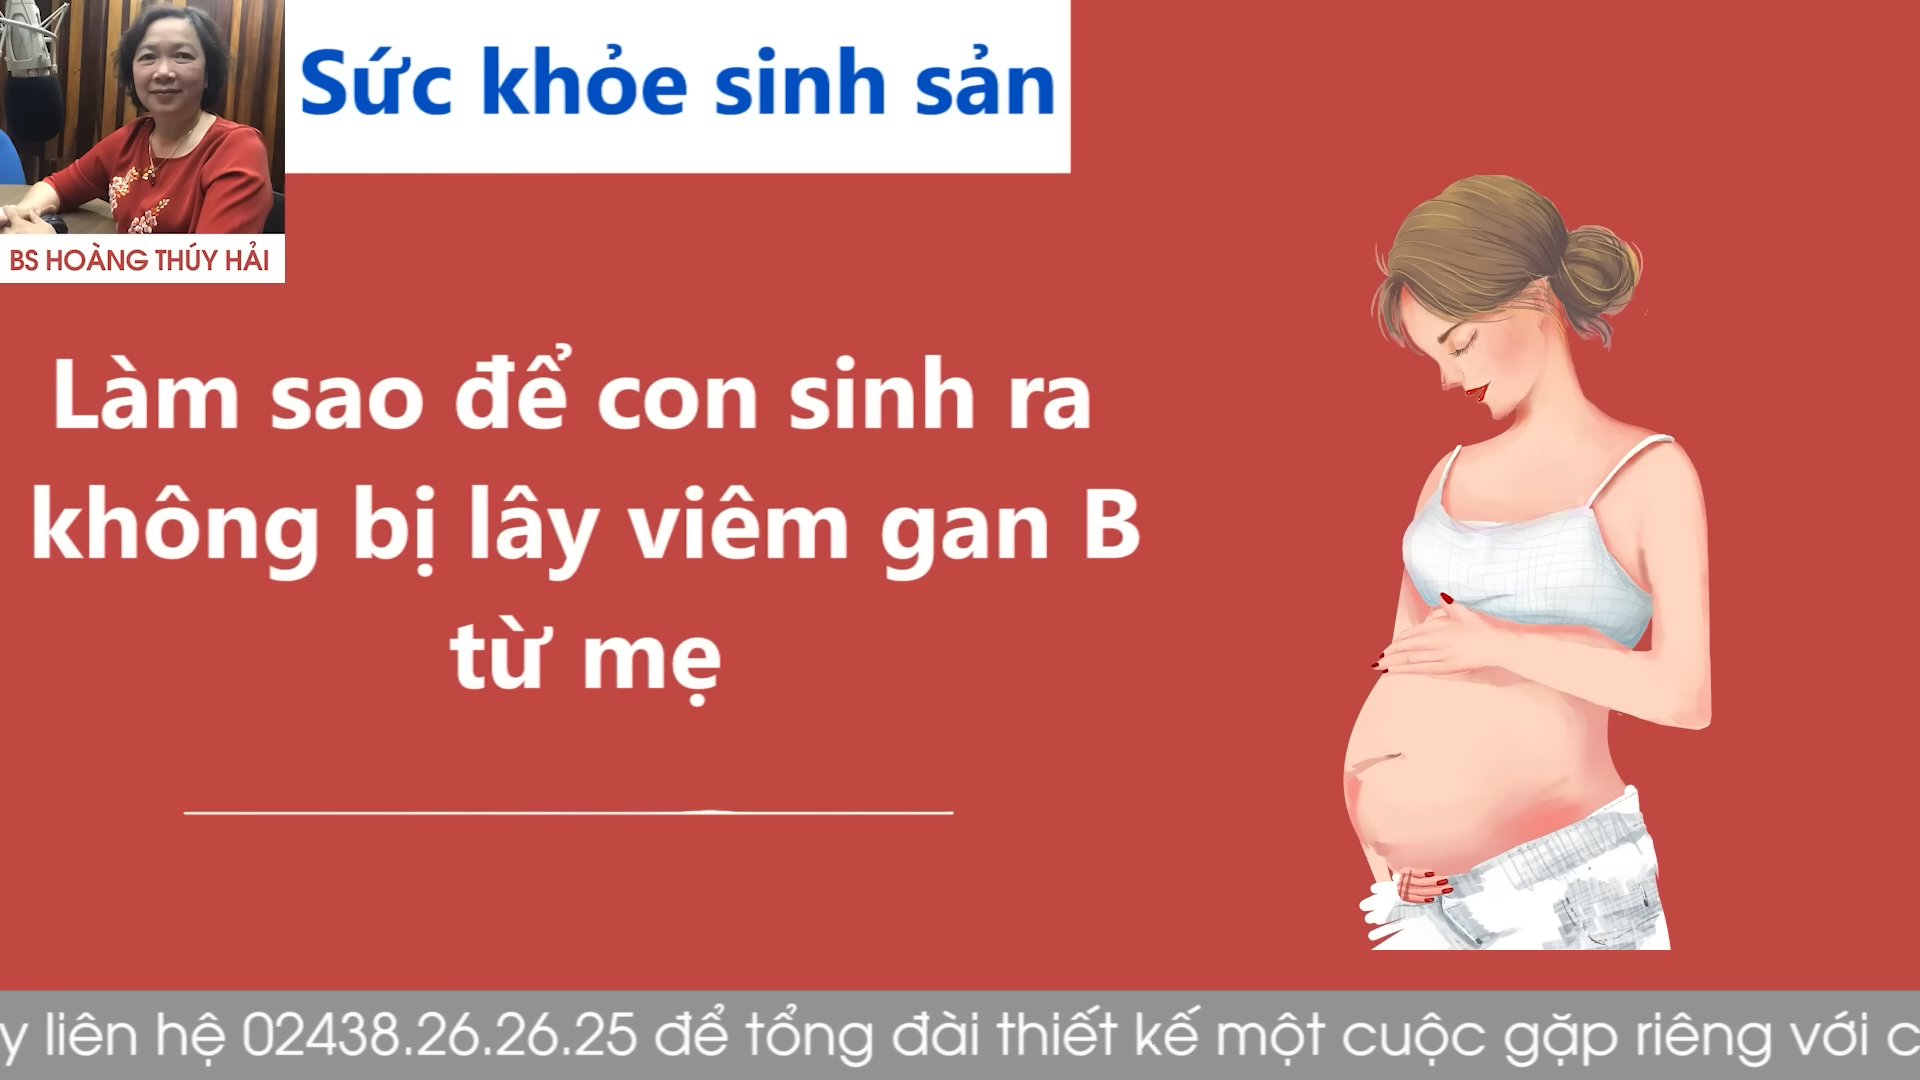 Sức khỏe sinh sản
BS HOÀNG THÚY HẢI
Làm sao để con sinh ra
không bị lây viêm gan B
từ mẹ
y liên hệ 02438.26.26.25 để tổng đài thiết kế một cuộc gặp riêng với c